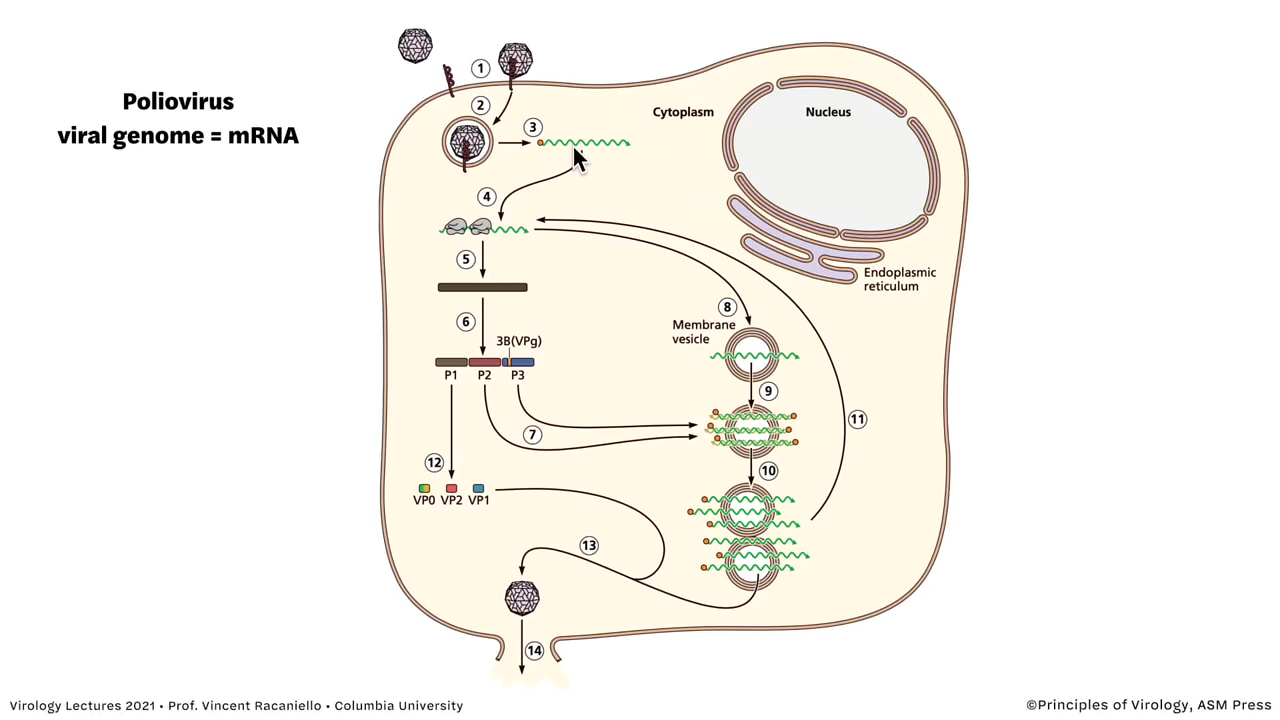 Poliovirus
viral genome = mRNA
1
2
3
4
5
6
Cytoplasm
Nucleus
Endoplasmic
reticulum
8
Membrane
vesicle
3B(VPg)
P1 P2 P3
9
7
11
10
12
VP0 VP2 VP1
13
14
Virology Lectures 2021 • Prof. Vincent Racaniello • Columbia University
©Principles of Virology, ASM Press